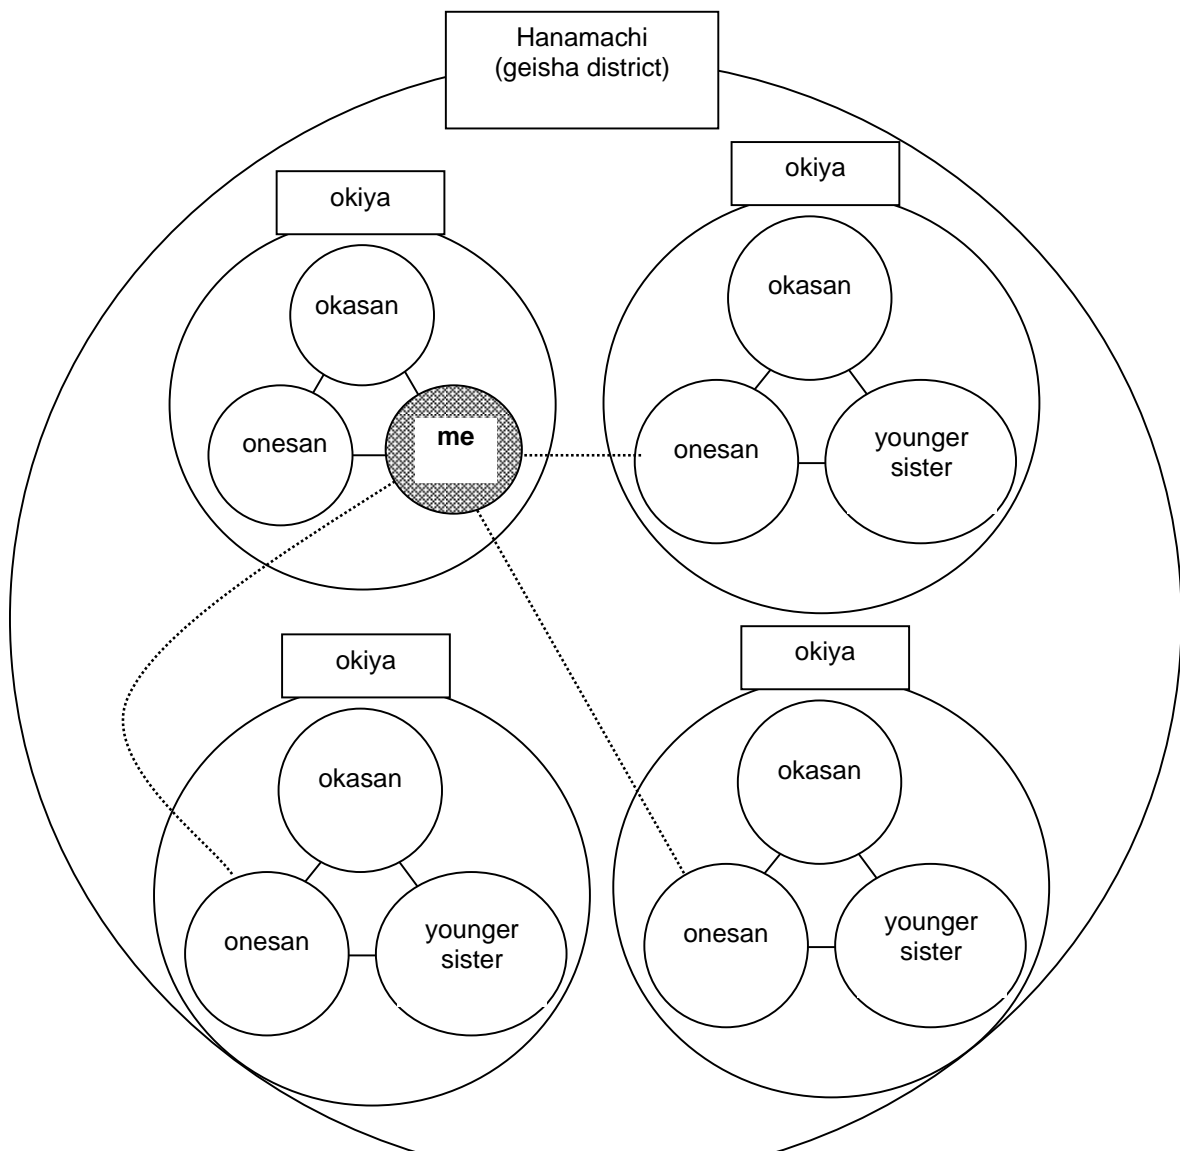 Hanamachi
(geisha district)
okiya
okasan
onesan
me
okiya
okasan
onesan
younger
sister
okiya
okasan
onesan
younger
sister
okiya
okasan
onesan
younger
sister